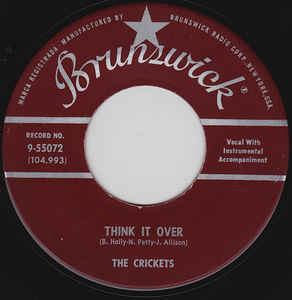 MARCA REGISTRADA · MANUFACTURED BY BRUNSWICK RADIO CORP. NEW YORK, USA
Brunswick ®
RECORD NO.
9-55072
(104,993)
Vocal With
Instrumental
Accompaniment
THINK IT OVER
(B. Holly-N. Petty-J. Allison)
THE CRICKETS